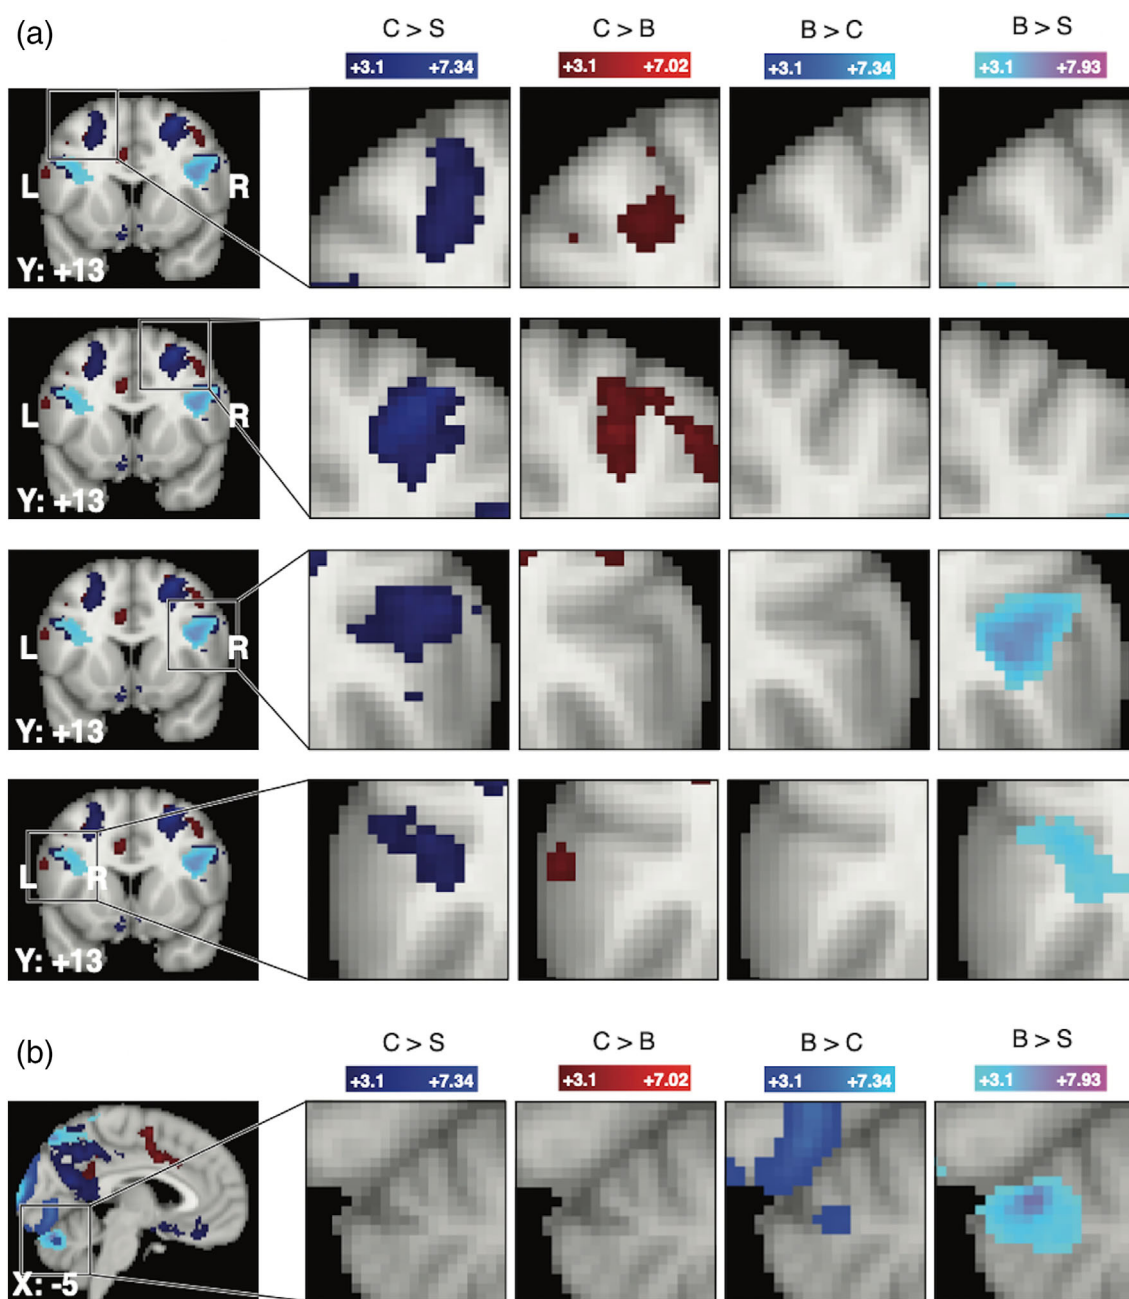 (a)
C > S C > B B > C B > S
+3.1 +7.34 +3.1 +7.02 +3.1 +7.34 +3.1 +7.93
L R
Y: +13
L R
Y: +13
L R
Y: +13
L R
Y: +13
(b)
C > S C > B B > C B > S
+3.1 +7.34 +3.1 +7.02 +3.1 +7.34 +3.1 +7.93
X: -5